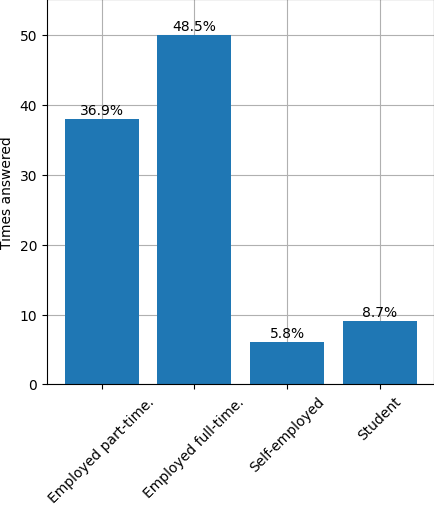 Times answered
50
40
30
20
10
0
36.9%
48.5%
5.8%
8.7%
Employed part-time.
Employed full-time.
Self-employed
Student